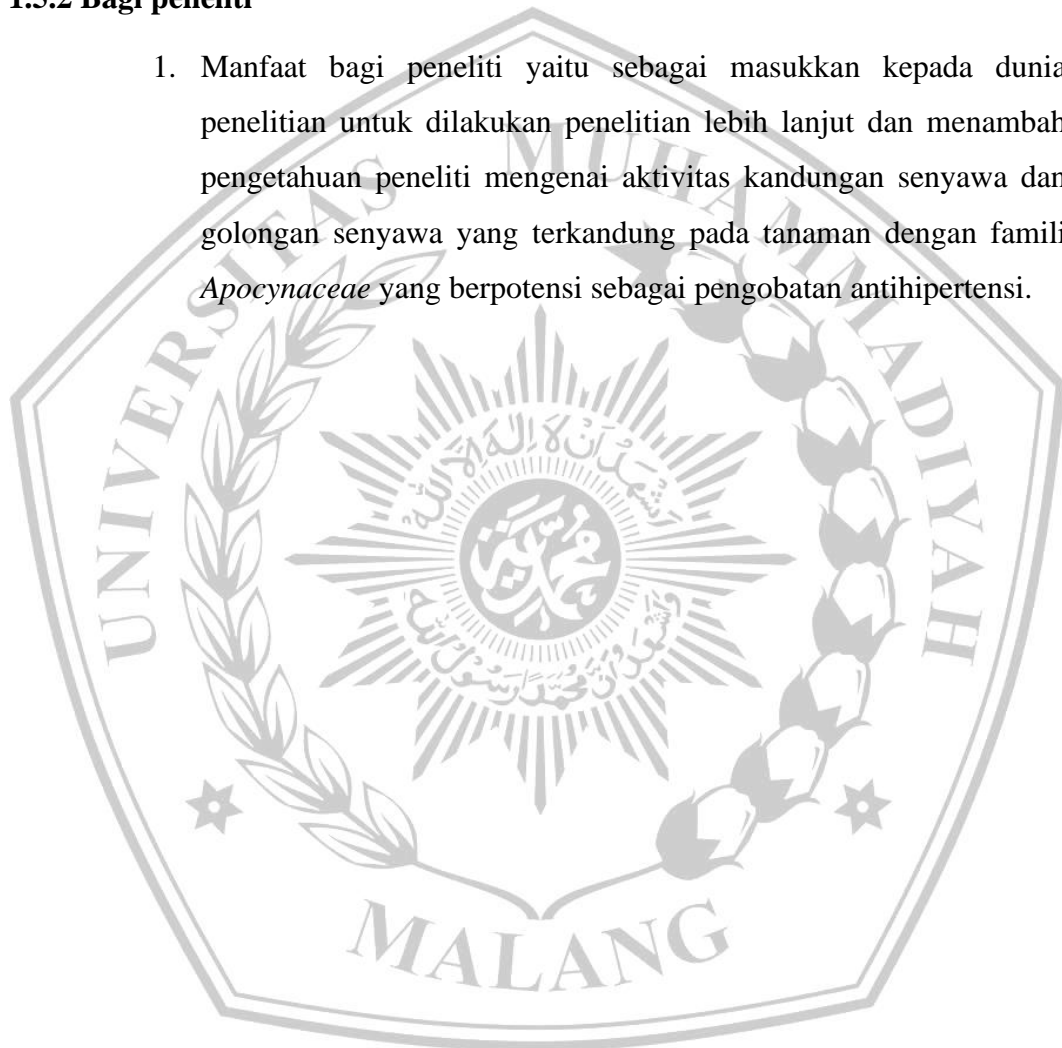 1.5.2 Bagi peneliti
1. Manfaat bagi peneliti yaitu sebagai masukkan kepada dunia
penelitian untuk dilakukan penelitian lebih lanjut dan menambah
pengetahuan peneliti mengenai aktivitas kandungan senyawa dan
golongan senyawa yang terkandung pada tanaman dengan famili
Apocynaceae yang berpotensi sebagai pengobatan antihipertensi.
UNIVERSITAS MUHAMMADIYAH
MALANG